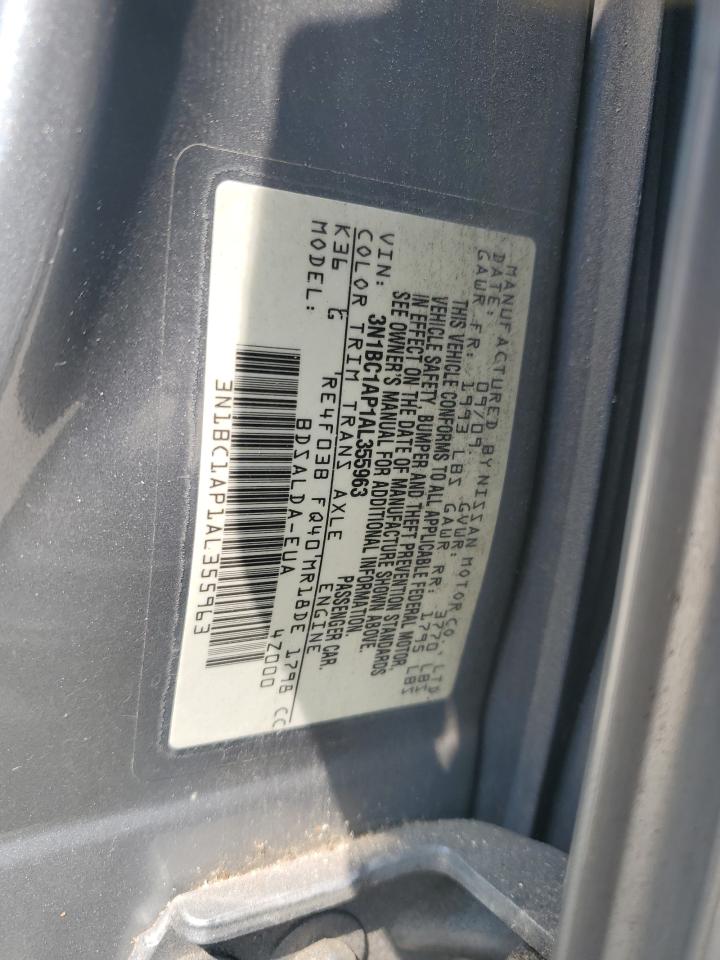 MANUFACTURED BY NISSAN MOTOR CO., LTD.
DATE: 09/09 GVWR: 3770 LBS
GAWR FR: 1993 LBS GAWR RR: 1795 LBS
THIS VEHICLE CONFORMS TO ALL APPLICABLE FEDERAL MOTOR
VEHICLE SAFETY, BUMPER AND THEFT PREVENTION STANDARDS
IN EFFECT ON THE DATE OF MANUFACTURE SHOWN ABOVE.
SEE OWNER'S MANUAL FOR ADDITIONAL INFORMATION.
VIN: 3N1BC1AP1AL355963 PASSENGER CAR.
COLOR TRIM TRANS AXLE ENGINE
K36 G 'RE4F03B FQ40'MR18DE 1798 CC
MODEL: BDSALDA-EUA 4Z000
3N1BC1AP1AL355963